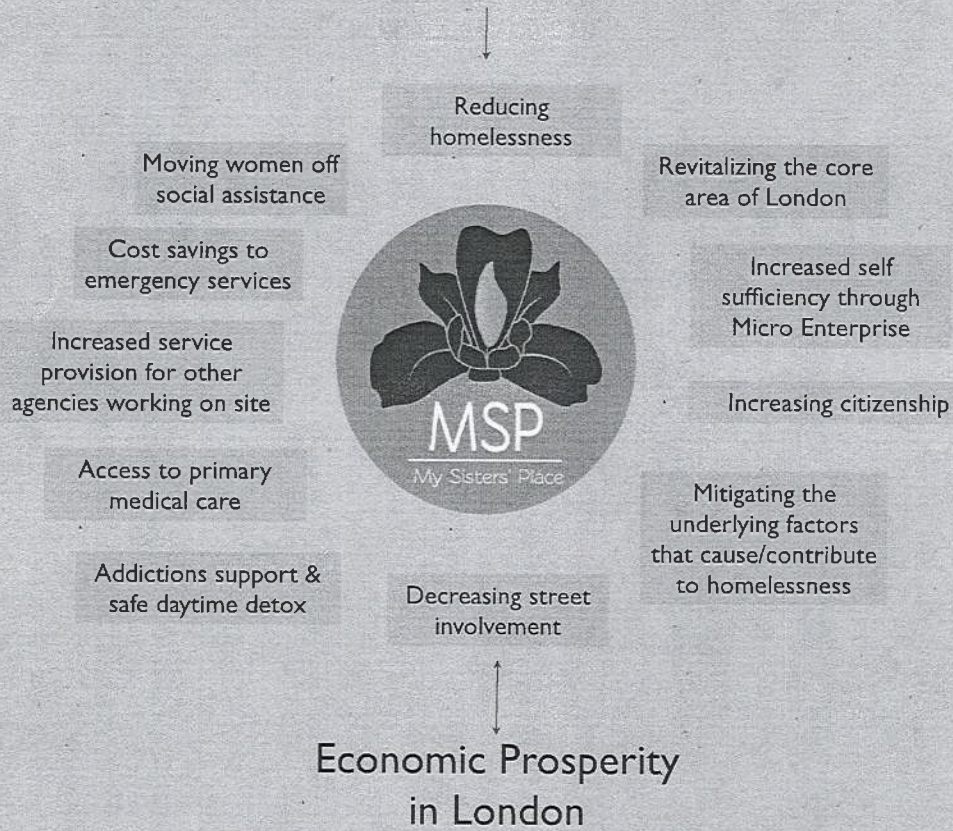 Reducing
homelessness
Moving women off
social assistance
Revitalizing the core
area of London
Cost savings to
emergency services
Increased self
sufficiency through
Micro Enterprise
Increased service
provision for other
agencies working on site
Increasing citizenship
MSP
My Sisters' Place
Access to primary
medical care
Mitigating the
underlying factors
that cause/contribute
to homelessness
Addictions support &
safe daytime detox
Decreasing street
involvement
Economic Prosperity
in London